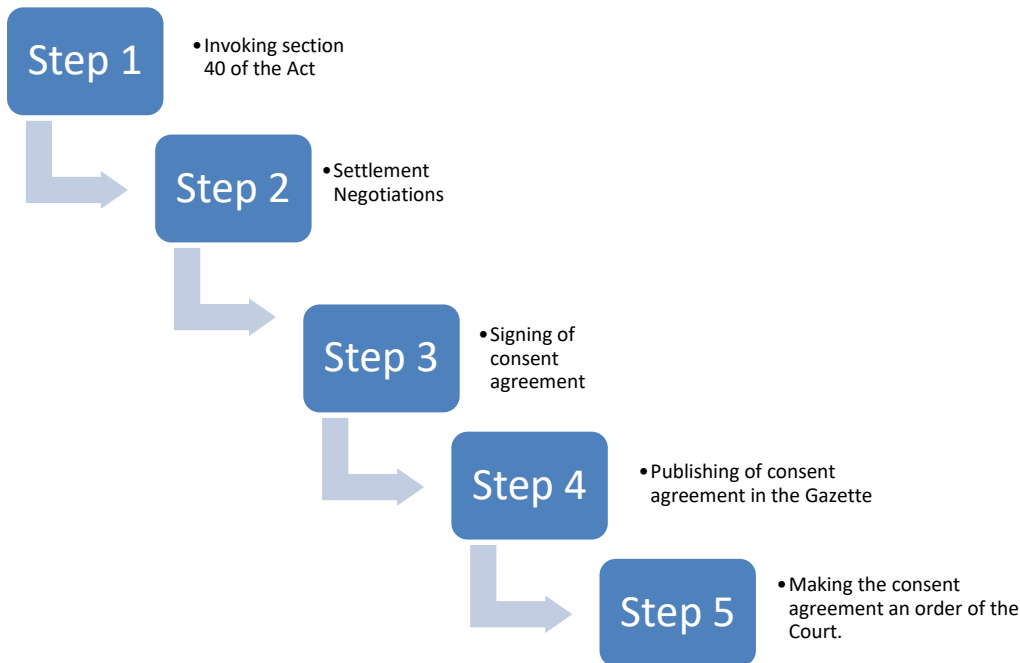 Step 1
•Invoking section
40 of the Act
Step 2
•Settlement
Negotiations
Step 3
•Signing of
consent
agreement
Step 4
•Publishing of consent
agreement in the Gazette
Step 5
•Making the consent
agreement an order of the
Court.